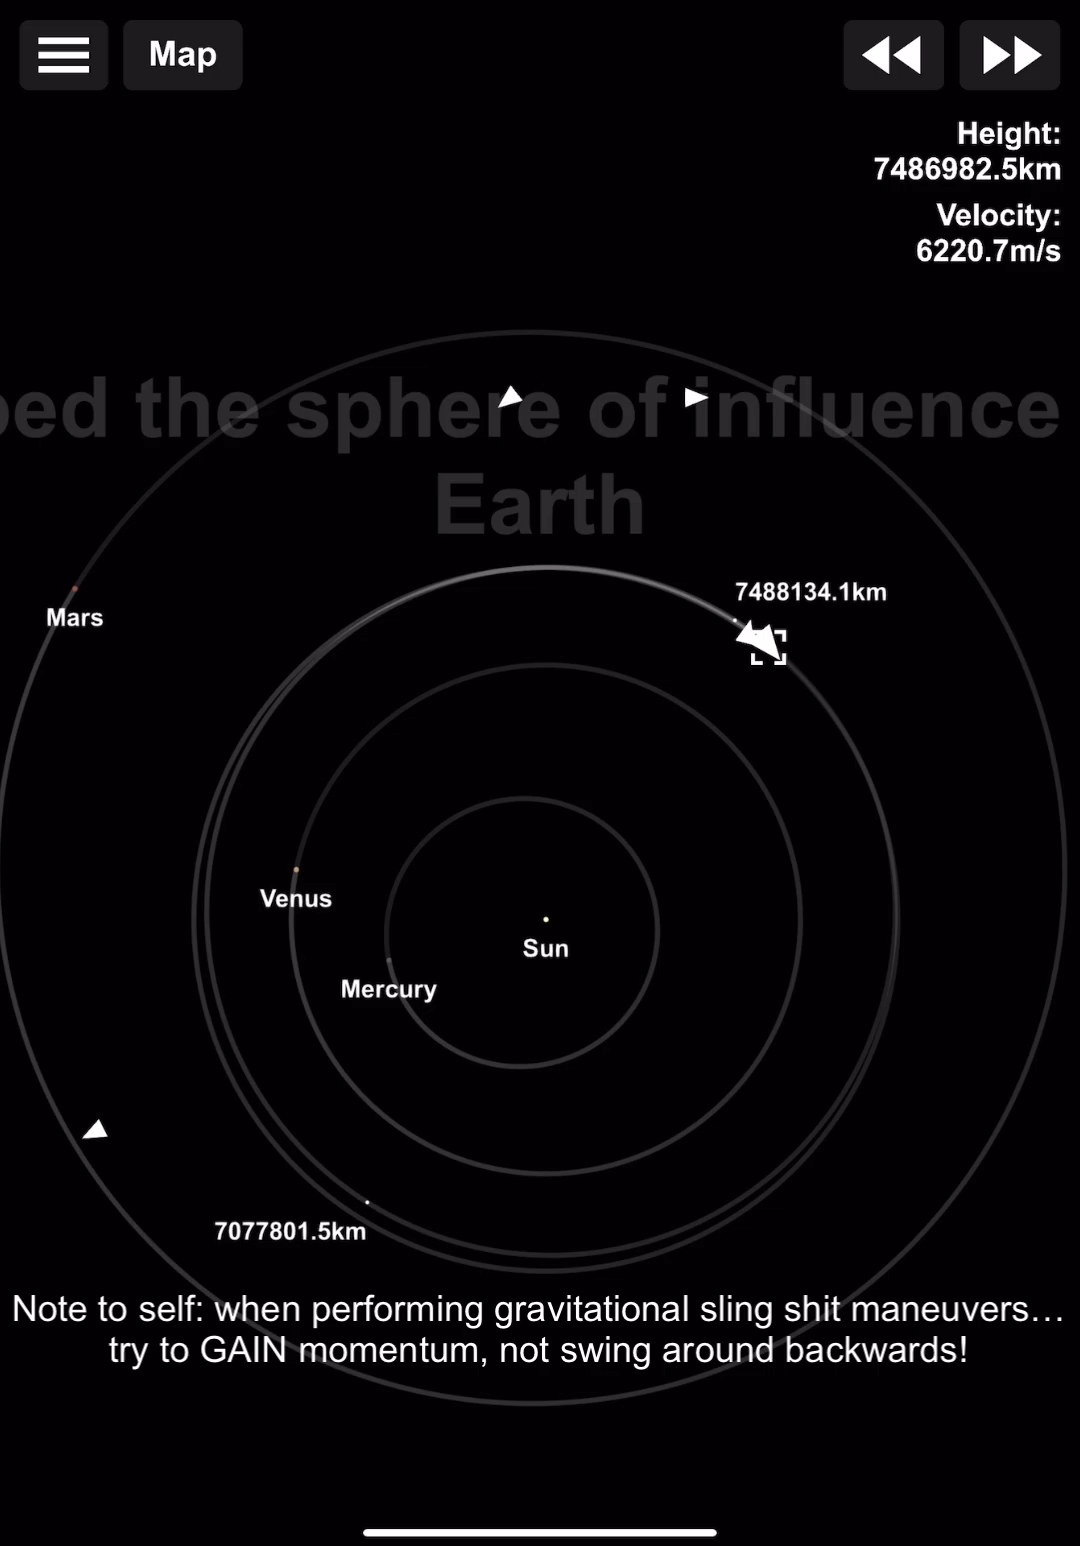 Map
Height:
7486982.5km
Velocity:
6220.7m/s
the sphere of influence
Earth
7488134.1km
Mars
Venus
Sun
Mercury
7077801.5km
Note to self: when performing gravitational sling shit maneuvers…
try to GAIN momentum, not swing around backwards!